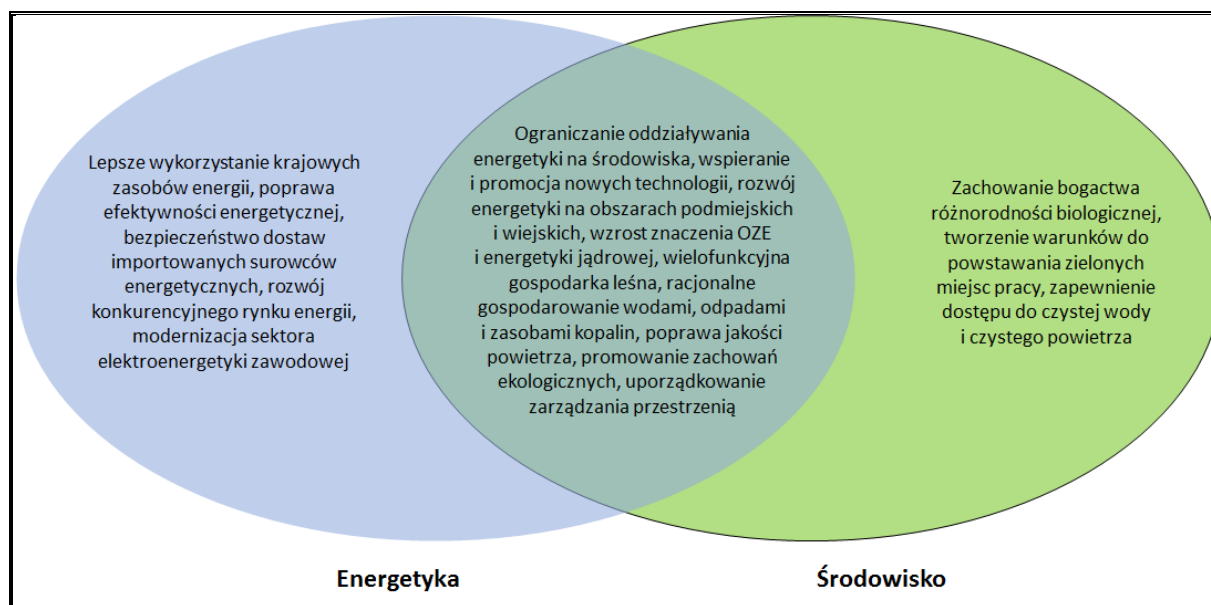 Lepsze wykorzystanie krajowych
zasobów energii, poprawa
efektywności energetycznej,
bezpieczeństwo dostaw
importowanych surowców
energetycznych, rozwój
konkurencyjnego rynku energii,
modernizacja sektora
elektroenergetyki zawodowej
Ograniczanie oddziaływania
energetyki na środowiska, wspieranie
i promocja nowych technologii, rozwój
energetyki na obszarach podmiejskich
i wiejskich, wzrost znaczenia OZE
i energetyki jądrowej, wielofunkcyjna
gospodarka leśna, racjonalne
gospodarowanie wodami, odpadami
i zasobami kopalin, poprawa jakości
powietrza, promowanie zachowań
ekologicznych, uporządkowanie
zarządzania przestrzenią
Zachowanie bogactwa
różnorodności biologicznej,
tworzenie warunków do
powstawania zielonych
miejsc pracy, zapewnienie
dostępu do czystej wody
i czystego powietrza
Energetyka
Środowisko